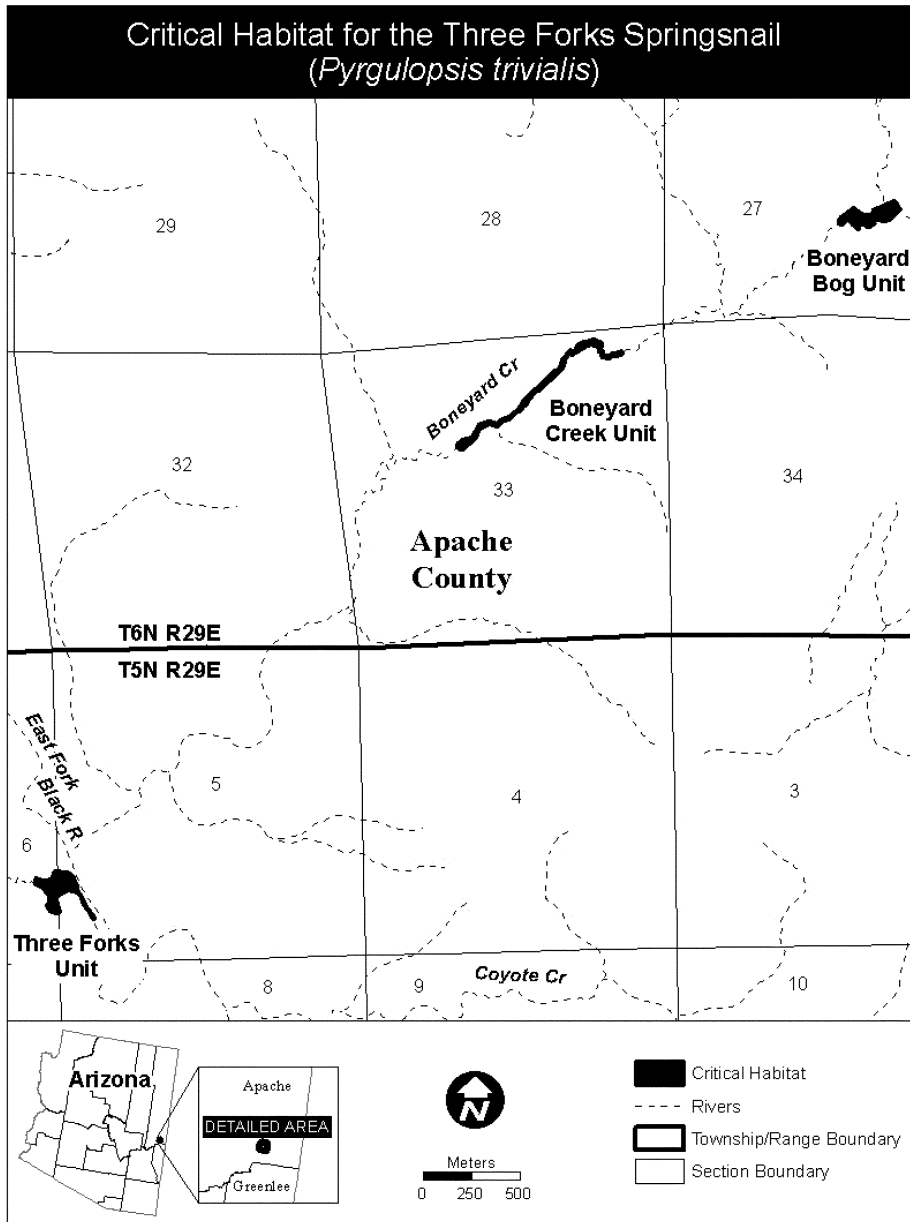 Critical Habitat for the Three Forks Springsnail
(Pyrgulopsis trivialis)
29
28
27
Boneyard
Bog Unit
Boneyard Cr
Boneyard
Creek Unit
32
33
34
Apache
County
T6N R29E
T5N R29E
East Fork
Black R
5
4
3
6
Three Forks
Unit
8
9
Coyote Cr
10
Arizona
Apache
DETAILED AREA
Greenlee
N
Meters
0 250 500
Critical Habitat
Rivers
Township/Range Boundary
Section Boundary